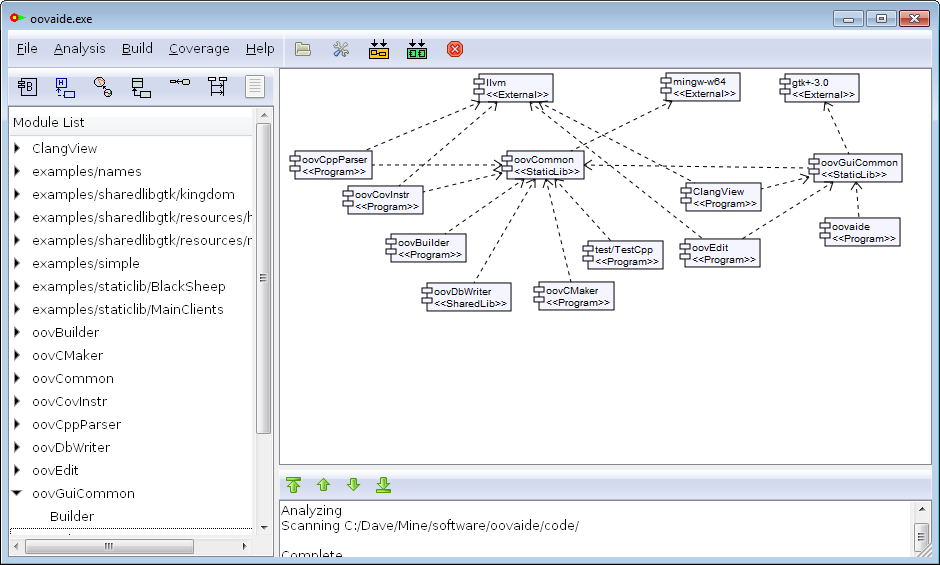 oovaide.exe
File Analysis Build Coverage Help
Module List
ClangView
examples/names
examples/sharedlibgtk/kingdom
examples/sharedlibgtk/resources/
examples/sharedlibgtk/resources/
examples/simple
examples/staticlib/BlackSheep
examples/staticlib/MainClients
oovBuilder
oovCMaker
oovCommon
oovCovInstr
oovCppParser
oovDbWriter
oovEdit
oovGuiCommon
Builder
llvm
<<External>>
mingw-w64
<<External>>
gtk+-3.0
<<External>>
oovCppParser
<<Program>>
oovCommon
<<StaticLib>>
oovGuiCommon
<<StaticLib>>
oovCovInstr
<<Program>>
ClangView
<<Program>>
oovBuilder
<<Program>>
test/TestCpp
<<Program>>
oovEdit
<<Program>>
oovaide
<<Program>>
oovDbWriter
<<SharedLib>>
oovCMaker
<<Program>>
Analyzing
Scanning C:/Dave/Mine/software/oovaide/code/
Complete